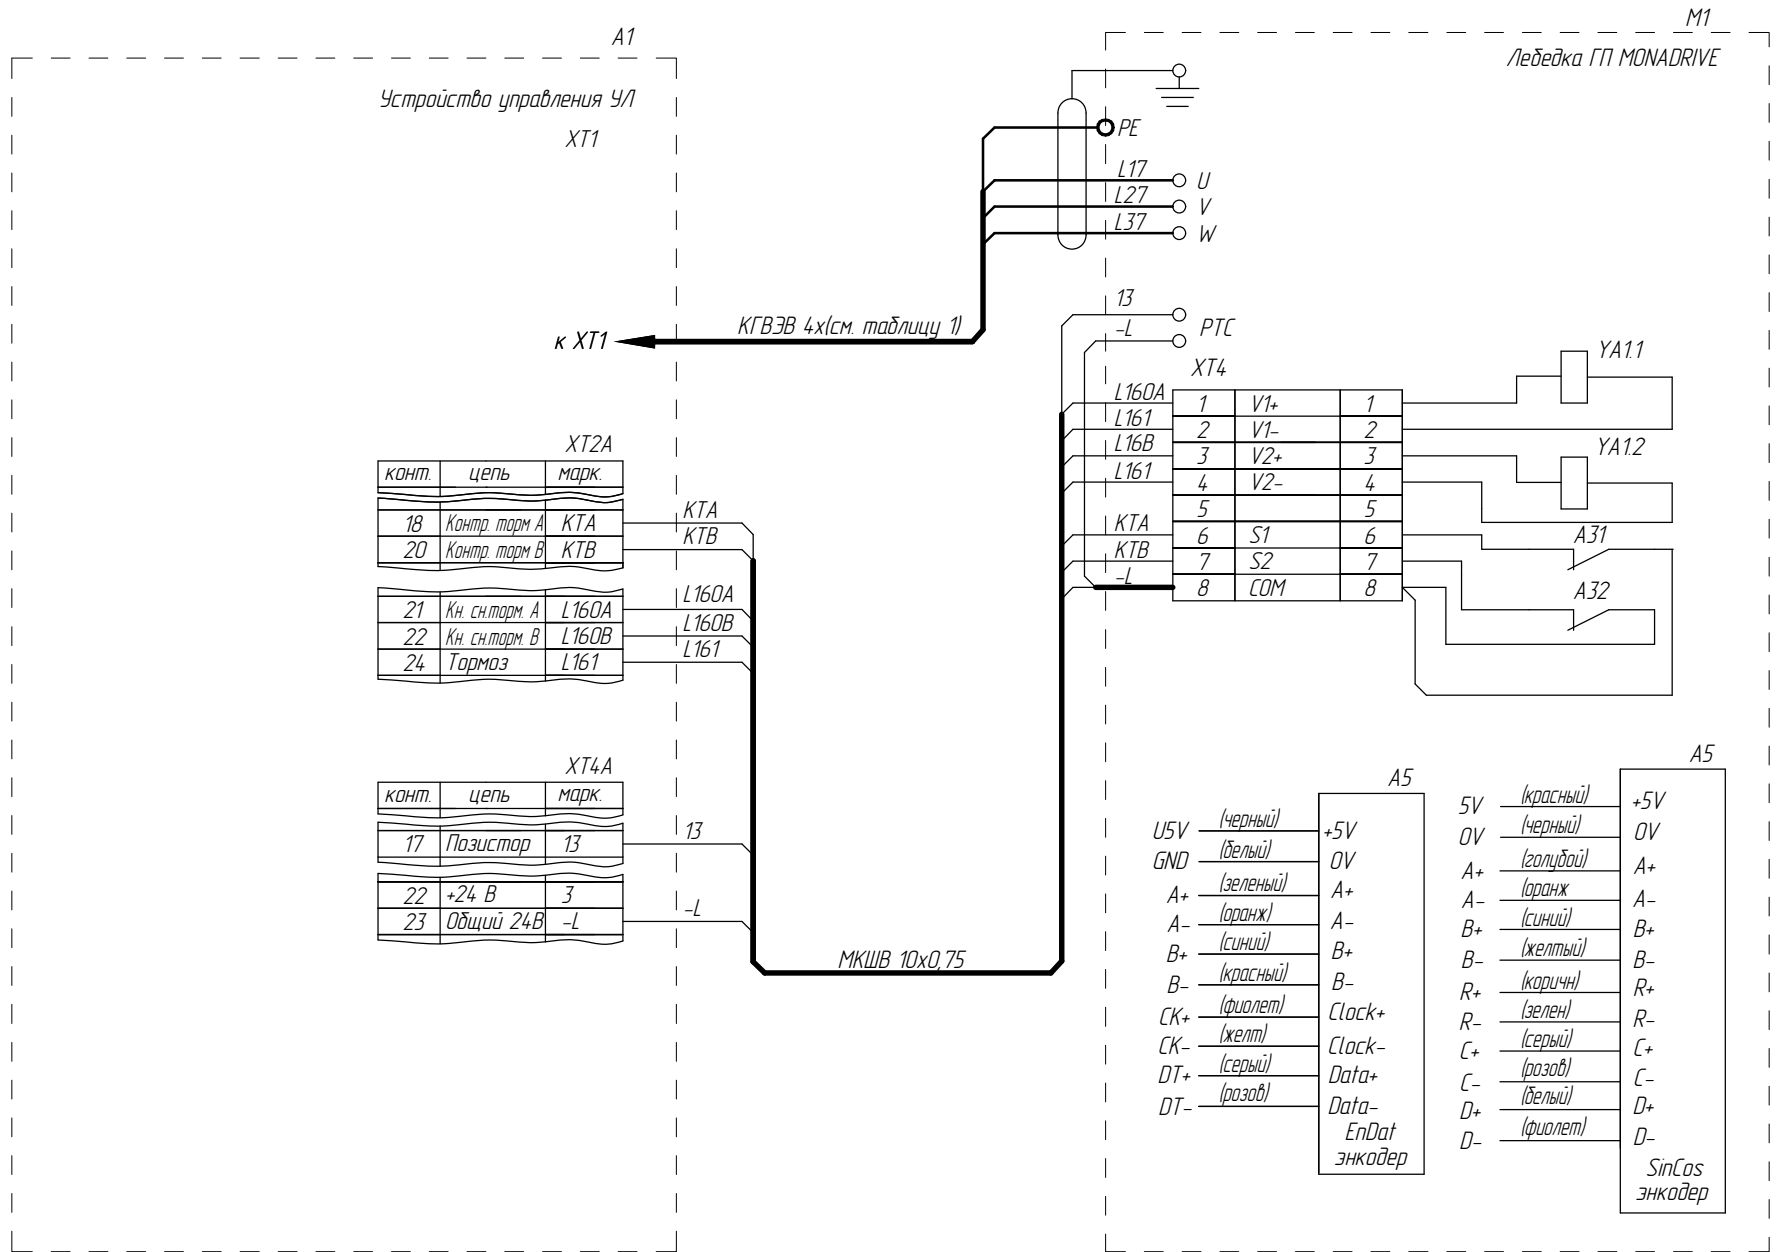 A1
Устройство управления УЛ
XT1
M1
Лебедка ГП MONADRIVE
PE
L17
U
L27
V
L37
W
КГВЭВ 4x(см. таблицу 1)
к XT1
13
-L
PTC
XT4
L160A
1 V1+ 1
L161
2 V1- 2
L16B
3 V2+ 3
L161
4 V2- 4
5 5
KTA
6 S1 6
KTB
7 S2 7
-L
8 COM 8
YA1.1
YA1.2
A31
A32
XT2A
конт. цепь марк.
18 Контр. торм A KTA
20 Контр. торм B KTB
21 Кн. сн.торм. A L160A
22 Кн. сн.торм. B L160B
24 Тормоз L161
KTA
KTB
L160A
L160B
L161
XT4A
конт. цепь марк.
17 Позистор 13
22 +24 В 3
23 Общий 24В -L
13
-L
МКШВ 10x0,75
A5
U5V (черный) +5V
GND (белый) 0V
A+ (зеленый) A+
A- (оранж) A-
B+ (синий) B+
B- (красный) B-
CK+ (фиолет) Clock+
CK- (желт) Clock-
DT+ (серый) Data+
DT- (розов) Data-
EnDat
энкодер
A5
5V (красный) +5V
0V (черный) 0V
A+ (голубой) A+
A- (оранж A-
B+ (синий) B+
B- (желтый) B-
R+ (коричн) R+
R- (зелен) R-
C+ (серый) C+
C- (розов) C-
D+ (белый) D+
D- (фиолет) D-
SinCos
энкодер